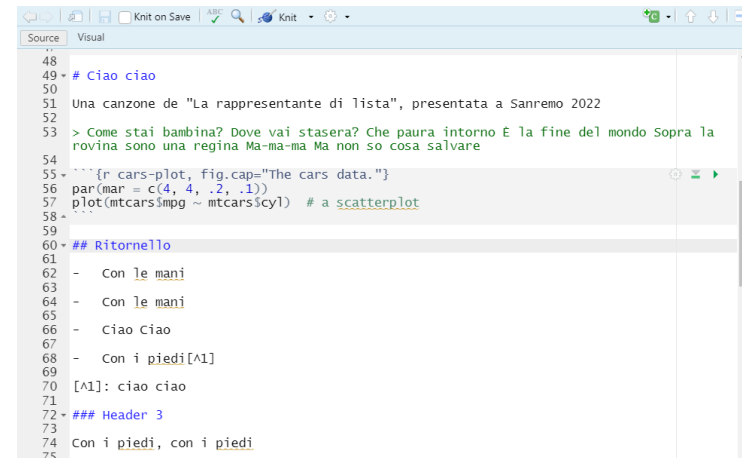 Knit on Save ABC Knit
Source Visual
48
49 # Ciao ciao
50
51 Una canzone de "La rappresentante di lista", presentata a Sanremo 2022
52
53 > Come stai bambina? Dove vai stasera? Che paura intorno È la fine del mondo Sopra la
rovina sono una regina Ma-ma-ma Ma non so cosa salvare
54
55 ```{r cars-plot, fig.cap="The cars data."}
56 par(mar = c(4, 4, .2, .1))
57 plot(mtcars$mpg ~ mtcars$cyl)  # a scatterplot
58 ```
59
60 ## Ritornello
61
62 -   Con le mani
63
64 -   Con le mani
65
66 -   Ciao Ciao
67
68 -   Con i piedi[^1]
69
70 [^1]: ciao ciao
71
72 ### Header 3
73
74 Con i piedi, con i piedi
75